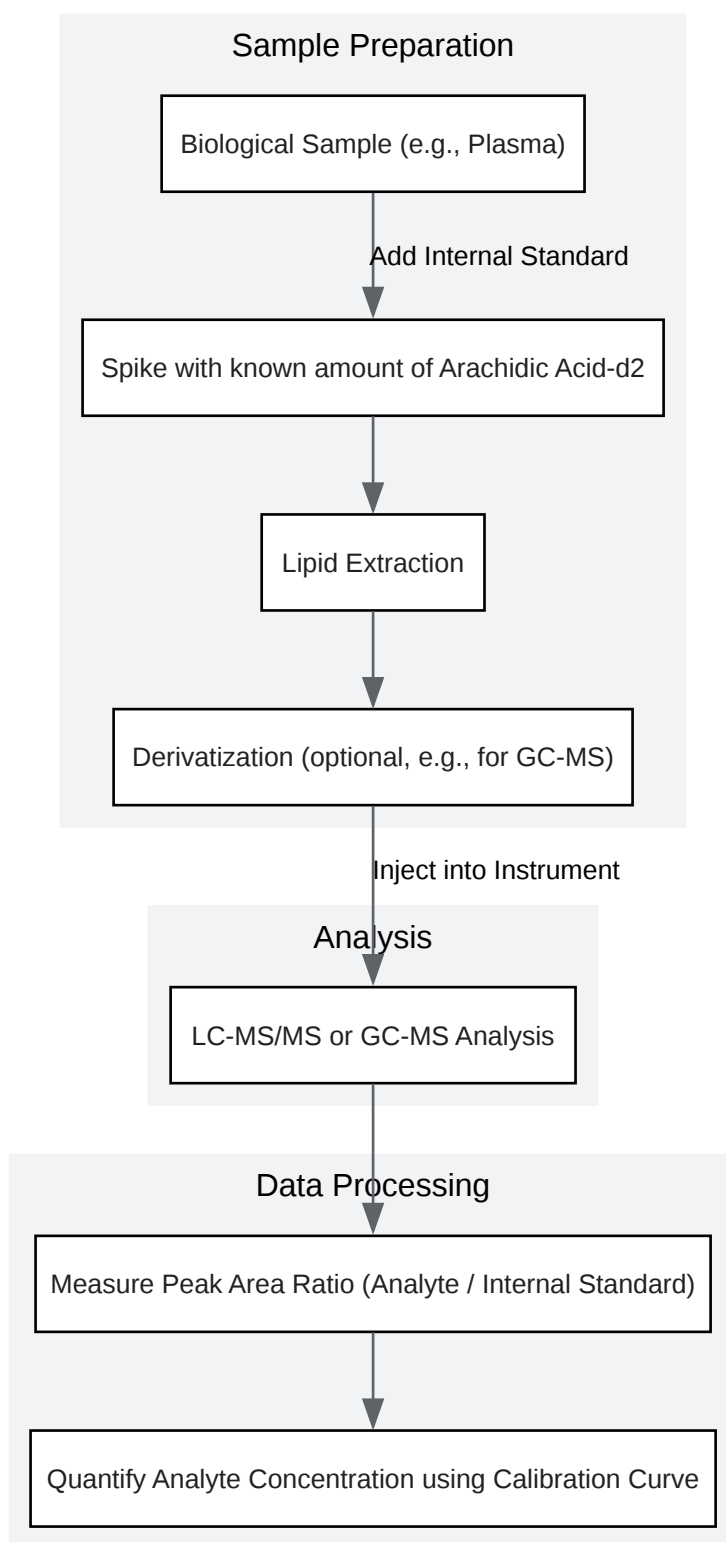 Sample Preparation
Biological Sample (e.g., Plasma)
Add Internal Standard
Spike with known amount of Arachidic Acid-d2
Lipid Extraction
Derivatization (optional, e.g., for GC-MS)
Inject into Instrument
Analysis
LC-MS/MS or GC-MS Analysis
Data Processing
Measure Peak Area Ratio (Analyte / Internal Standard)
Quantify Analyte Concentration using Calibration Curve